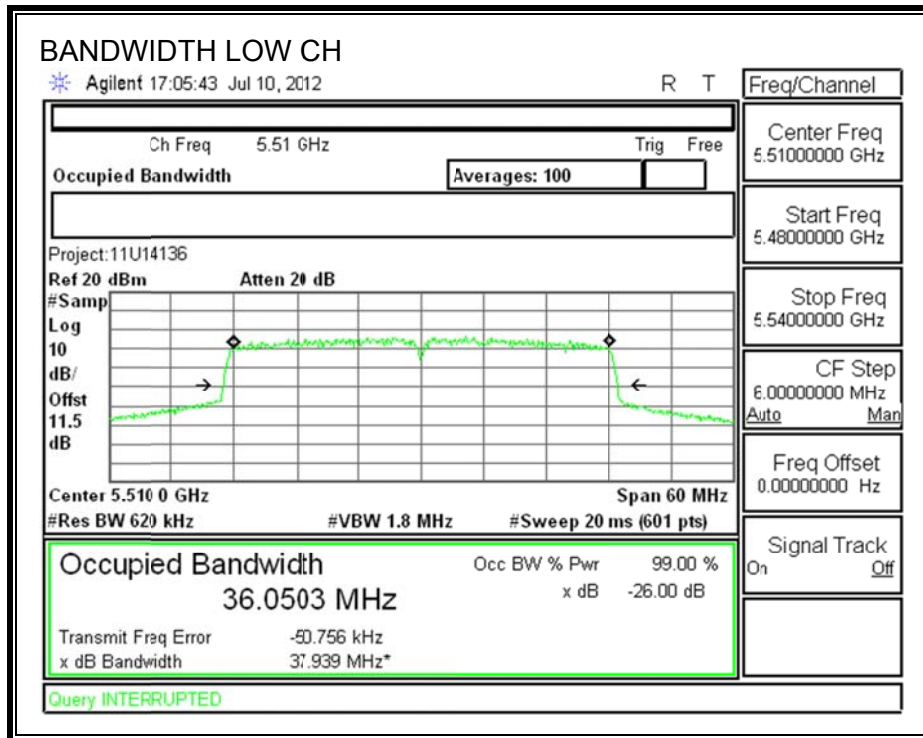 BANDWIDTH LOW CH
Agilent 17:05:43 Jul 10, 2012 R T
Freq/Channel
Ch Freq 5.51 GHz Trig Free
Occupied Bandwidth Averages: 100
Center Freq
5.51000000 GHz
Start Freq
5.48000000 GHz
Stop Freq
5.54000000 GHz
CF Step
6.00000000 MHz
Auto Man
Freq Offset
0.00000000 Hz
Signal Track
On Off
Project:11U14136
Ref 20 dBm Atten 20 dB
#Samp
Log
10
dB/
Offst
11.5
dB
Center 5.510 0 GHz Span 60 MHz
#Res BW 620 kHz #VBW 1.8 MHz #Sweep 20 ms (601 pts)
Occupied Bandwidth Occ BW % Pwr 99.00 %
36.0503 MHz x dB -26.00 dB
Transmit Freq Error -50.756 kHz
x dB Bandwidth 37.939 MHz*
Query INTERRUPTED